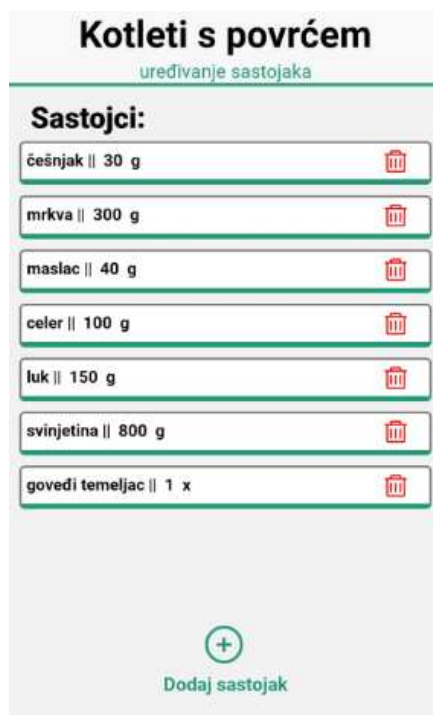 Kotleti s povrćem
uređivanje sastojaka
Sastojci:
češnjak || 30 g
mrkva || 300 g
maslac || 40 g
celer || 100 g
luk || 150 g
svinjetina || 800 g
goveđi temeljac || 1 x
Dodaj sastojak